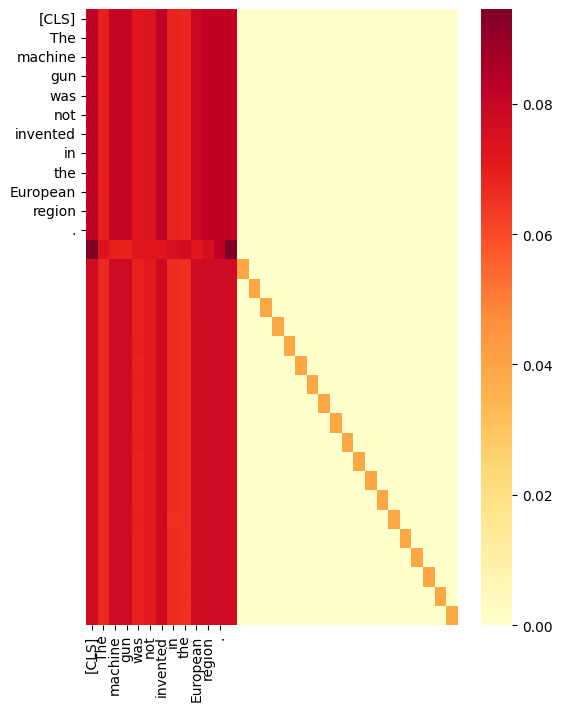 [CLS]
The
machine
gun
was
not
invented
in
the
European
region
.
0.08
0.06
0.04
0.02
0.00
[CLS]
The
machine
gun
was
not
invented
in
the
European
region
.